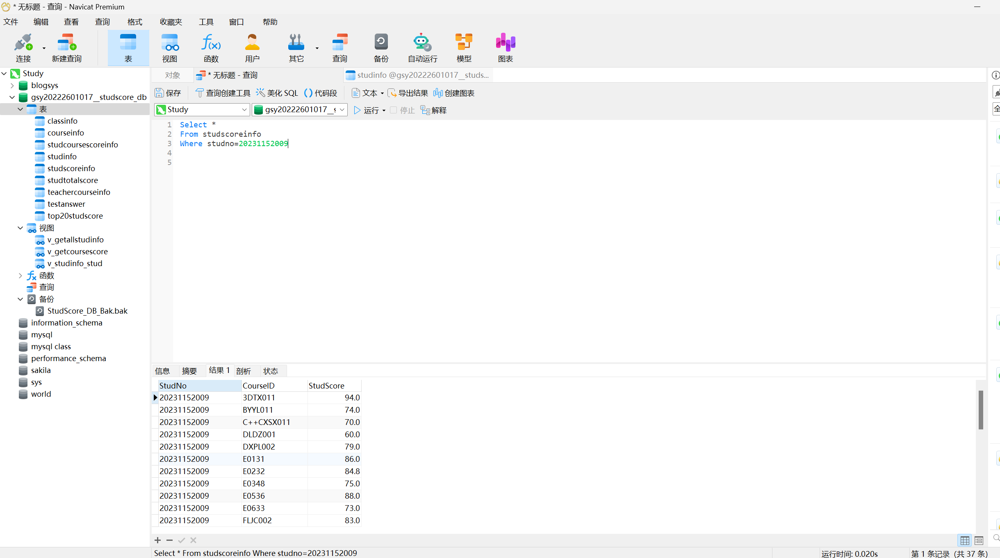 * 无标题 - 查询 - Navicat Premium
文件 编辑 查看 查询 格式 收藏夹 工具 窗口 帮助
连接 新建查询 表 视图 函数 用户 其它 查询 备份 自动运行 模型 图表
Study
blogsys
gsy20222601017__studscore_db
表
classinfo
courseinfo
studcoursescoreinfo
studinfo
studscoreinfo
studtotalscore
teachercourseinfo
testanswer
top20studscore
视图
v_getallstudinfo
v_getcoursescore
v_studinfo_stud
函数
查询
备份
StudScore_DB_Bak.bak
information_schema
mysql
mysql class
performance_schema
sakila
sys
world
对象 * 无标题 - 查询 studinfo @gsy20222601017__studs...
保存 查询创建工具 美化 SQL 代码段 文本 导出结果 创建图表
Study gsy20222601017__s 运行 停止 解释
全
1 Select *
2 From studscoreinfo
3 Where studno=20231152009
4
5
信息 摘要 结果 1 剖析 状态
StudNo CourseID StudScore
20231152009 3DTX011 94.0
20231152009 BYYL011 74.0
20231152009 C++CXSX011 70.0
20231152009 DLDZ001 60.0
20231152009 DXPL002 79.0
20231152009 E0131 86.0
20231152009 E0232 84.8
20231152009 E0348 75.0
20231152009 E0536 88.0
20231152009 E0633 73.0
20231152009 FLJC002 83.0
Select * From studscoreinfo Where studno=20231152009 运行时间: 0.020s 第 1 条记录 (共 37 条)